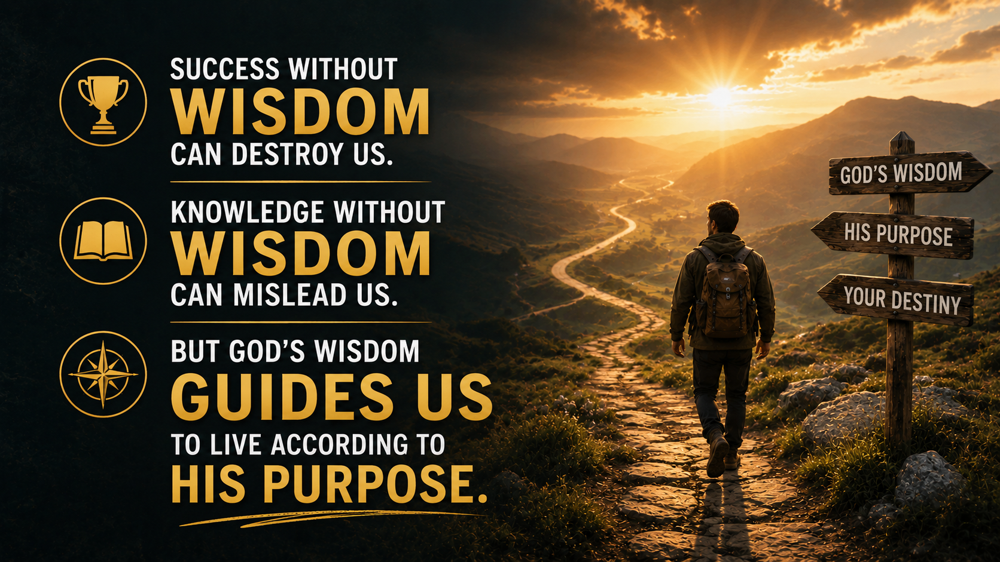 SUCCESS WITHOUT
WISDOM
CAN DESTROY US.
KNOWLEDGE WITHOUT
WISDOM
CAN MISLEAD US.
BUT GOD'S WISDOM
GUIDES US
TO LIVE ACCORDING TO
HIS PURPOSE.
GOD'S WISDOM
HIS PURPOSE
YOUR DESTINY